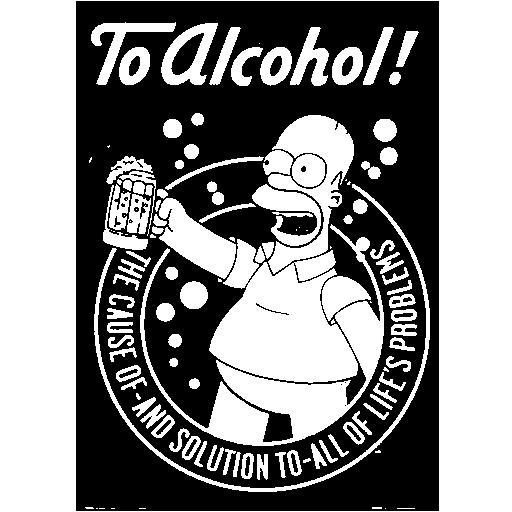 To Alcohol!
THE CAUSE OF-AND SOLUTION TO-ALL OF LIFE'S PROBLEMS